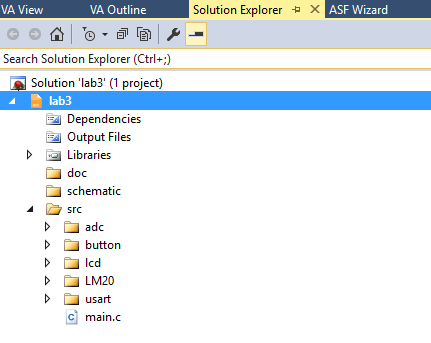 VA View VA Outline Solution Explorer ASF Wizard
Search Solution Explorer (Ctrl+;)
Solution 'lab3' (1 project)
lab3
Dependencies
Output Files
Libraries
doc
schematic
src
adc
button
lcd
LM20
usart
main.c